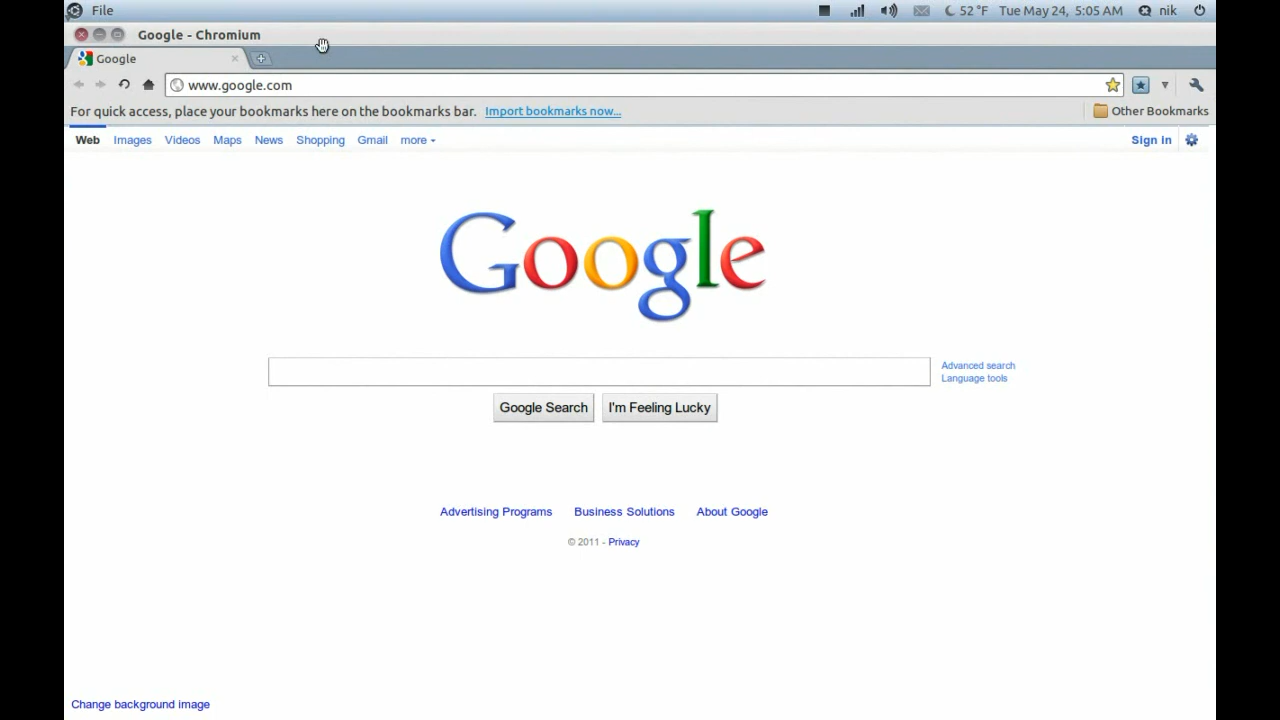 File 52 °F Tue May 24, 5:05 AM nik
Google - Chromium
Google
www.google.com
For quick access, place your bookmarks here on the bookmarks bar. Import bookmarks now... Other Bookmarks
Web Images Videos Maps News Shopping Gmail more Sign in
Google
Advanced search
Language tools
Google Search I'm Feeling Lucky
Advertising Programs Business Solutions About Google
© 2011 - Privacy
Change background image